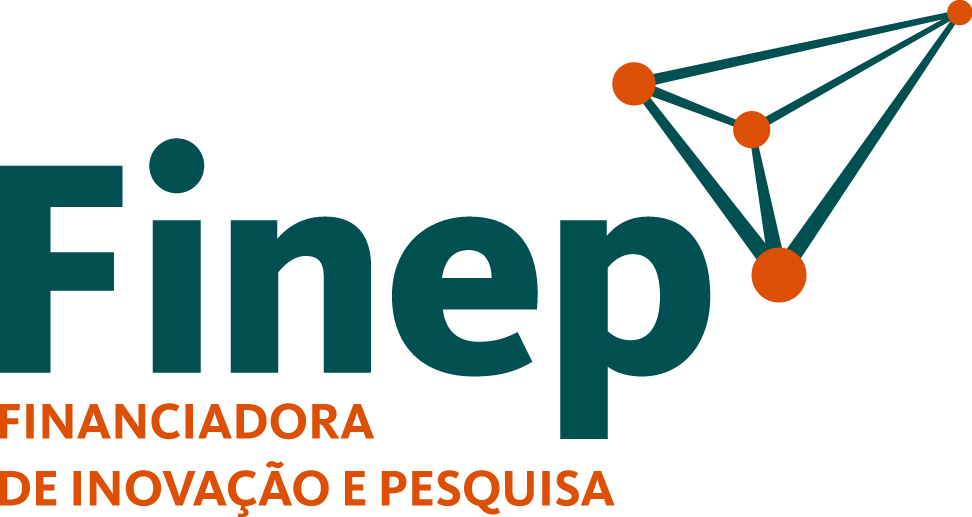 Finep
FINANCIADORA
DE INOVAÇÃO E PESQUISA